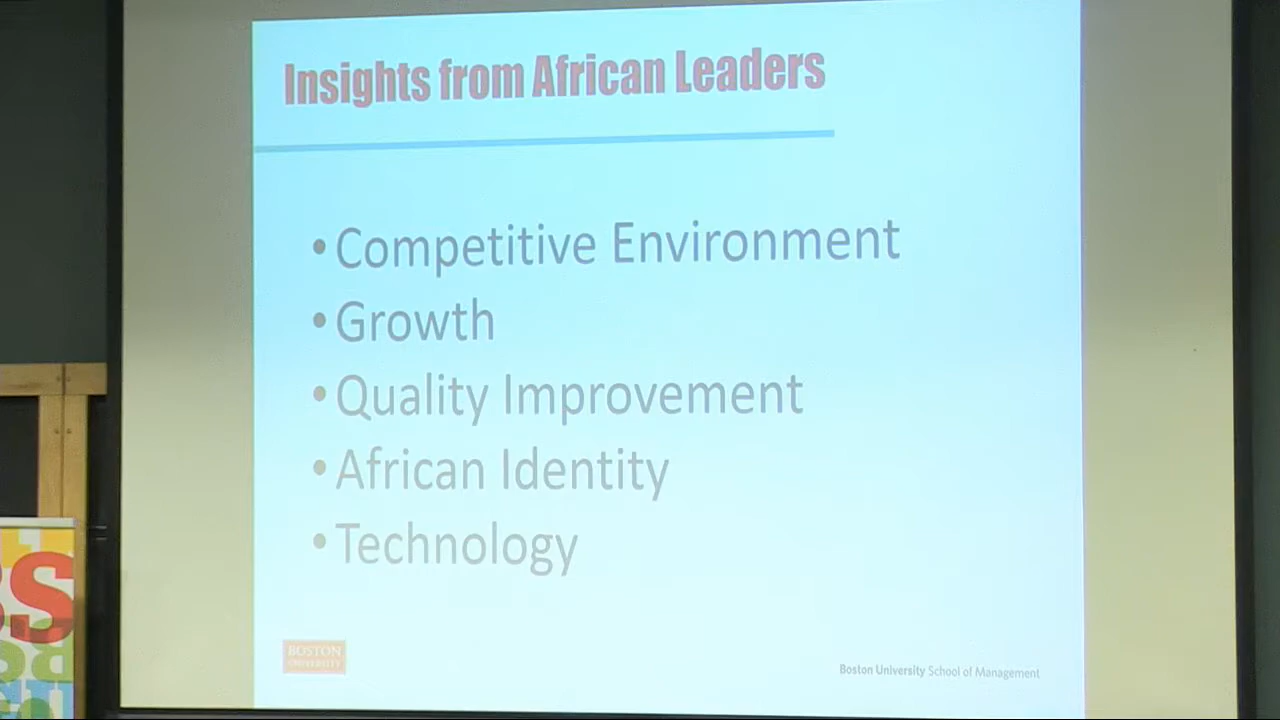 Insights from African Leaders
• Competitive Environment
• Growth
• Quality Improvement
• African Identity
• Technology
BOSTON
UNIVERSITY
Boston University School of Management